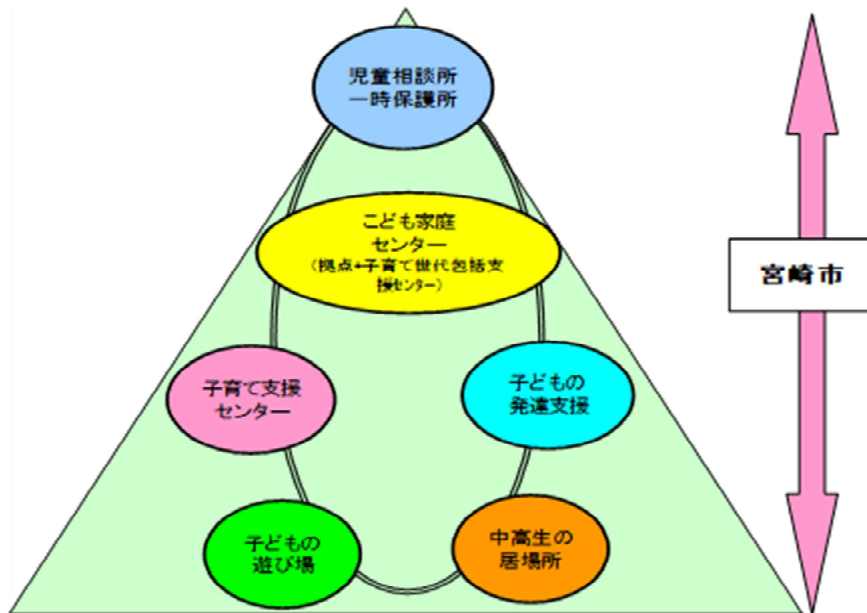 児童相談所
一時保護所
こども家庭
センター
(拠点+子育て世代包括支
援センター)
宮崎市
子育て支援
センター
子どもの
発達支援
子どもの
遊び場
中高生の
居場所